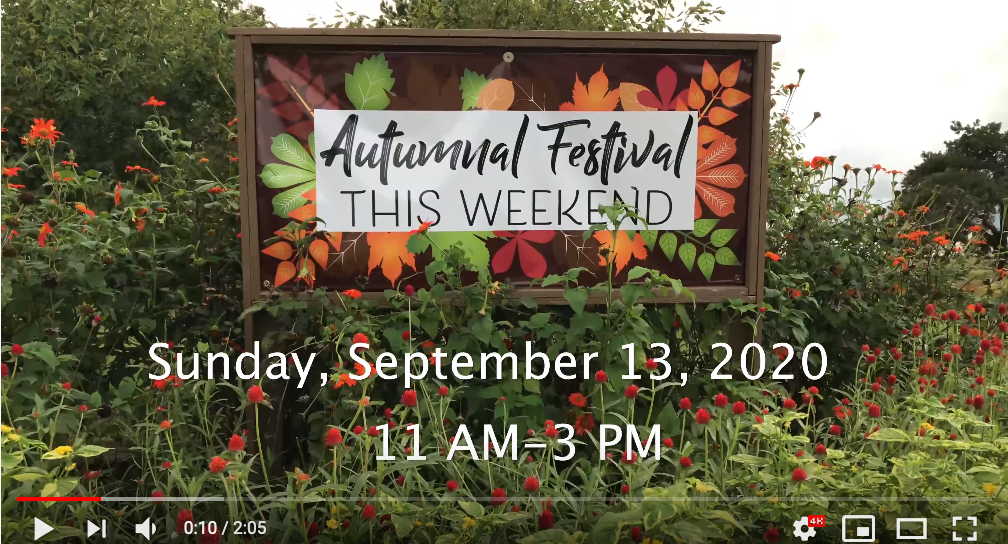 Autumnal Festival
THIS WEEKEND
Sunday, September 13, 2020
11 AM-3 PM
0:10 / 2:05
4K